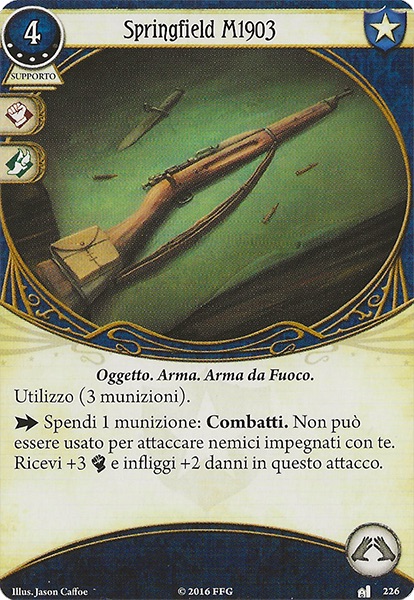 4
Springfield M1903
SUPPORTO
Oggetto. Arma. Arma da Fuoco.
Utilizzo (3 munizioni).
Spendi 1 munizione: Combatti. Non può
essere usato per attaccare nemici impegnati con te.
Ricevi +3 e infliggi +2 danni in questo attacco.
Illus. Jason Caffoe
© 2016 FFG
226